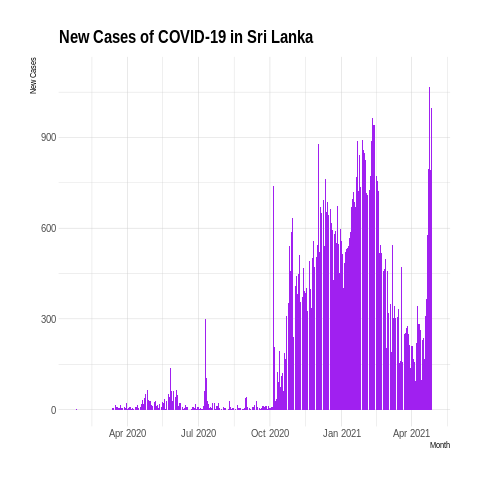 New Cases of COVID-19 in Sri Lanka
New Cases
900
600
300
0
Apr 2020 Jul 2020 Oct 2020 Jan 2021 Apr 2021
Month